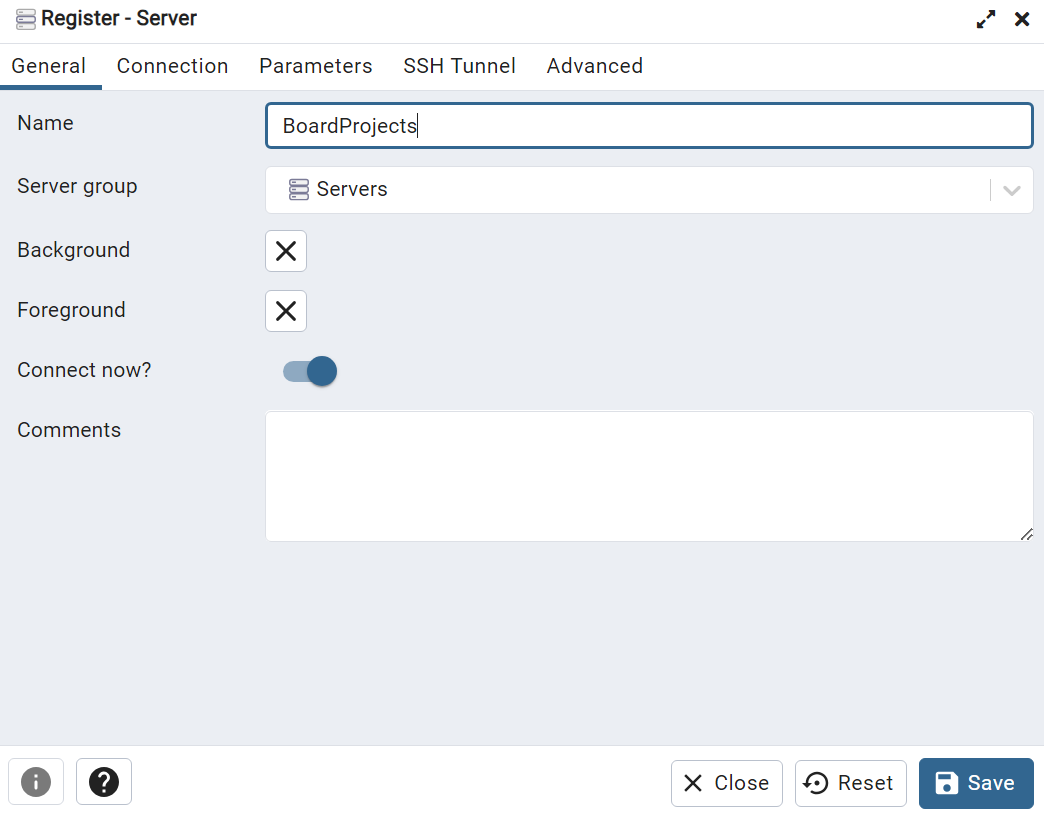 Register - Server
General Connection Parameters SSH Tunnel Advanced
Name BoardProjects
Server group Servers
Background
Foreground
Connect now?
Comments
Close Reset Save